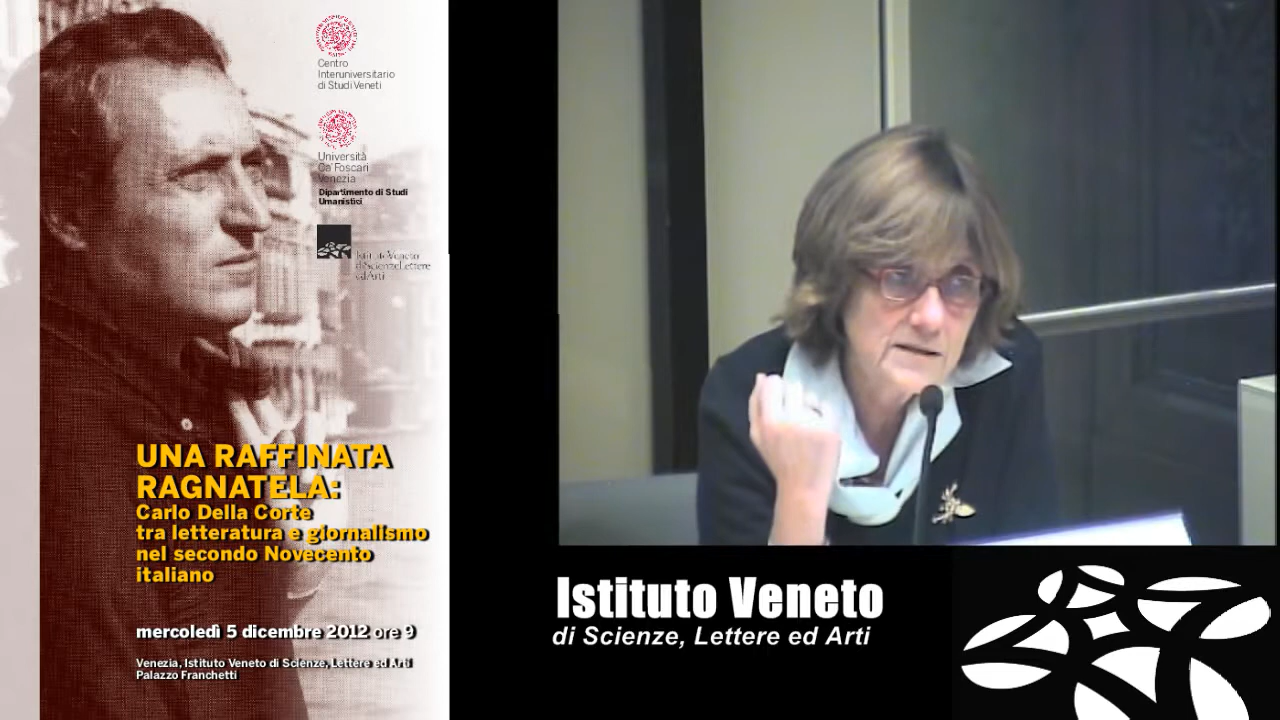 Centro
Interuniversitario
di Studi Veneti
Università
Ca' Foscari
Venezia
Dipartimento di Studi
Umanistici
Istituto Veneto
di Scienze Lettere
ed Arti
UNA RAFFINATA
RAGNATELA:
Carlo Della Corte
tra letteratura e giornalismo
nel secondo Novecento
italiano
mercoledì 5 dicembre 2012 ore 9
Venezia, Istituto Veneto di Scienze, Lettere ed Arti
Palazzo Franchetti
Istituto Veneto
di Scienze, Lettere ed Arti